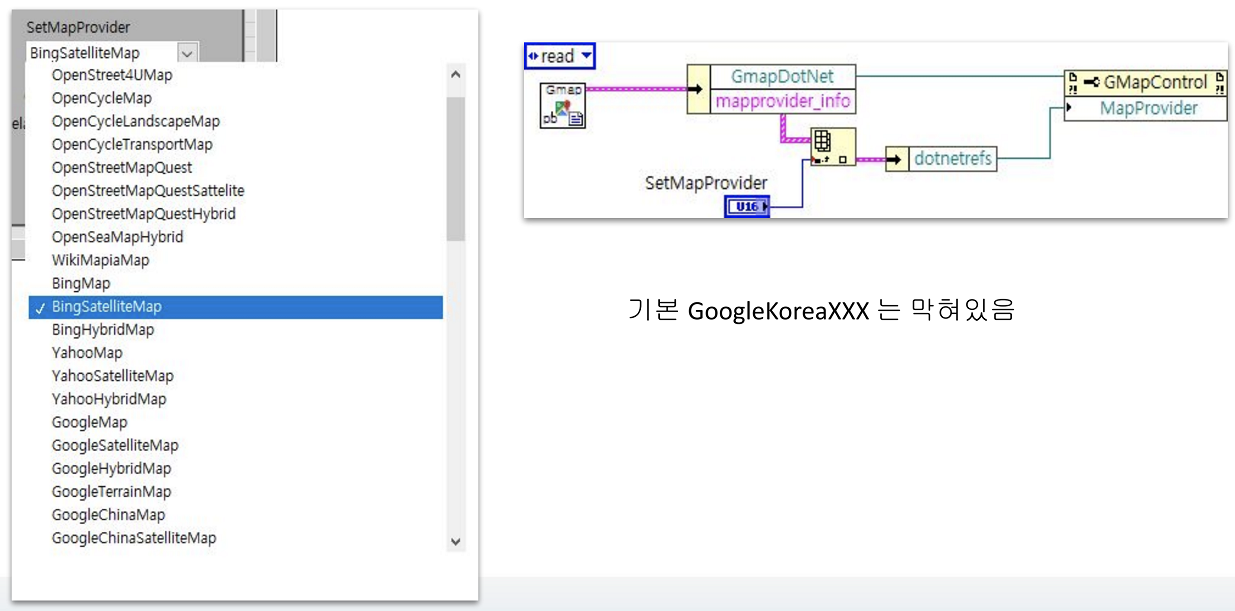 SetMapProvider
BingSatelliteMap
OpenStreet4UMap
OpenCycleMap
OpenCycleLandscapeMap
OpenCycleTransportMap
OpenStreetMapQuest
OpenStreetMapQuestSattelite
OpenStreetMapQuestHybrid
OpenSeaMapHybrid
WikiMapiaMap
BingMap
BingSatelliteMap
BingHybridMap
YahooMap
YahooSatelliteMap
YahooHybridMap
GoogleMap
GoogleSatelliteMap
GoogleHybridMap
GoogleTerrainMap
GoogleChinaMap
GoogleChinaSatelliteMap
read
Gmap
pb
GmapDotNet
mapprovider_info
GMapControl
MapProvider
dotnetrefs
SetMapProvider
U16
기본 GoogleKoreaXXX 는 막혀있음